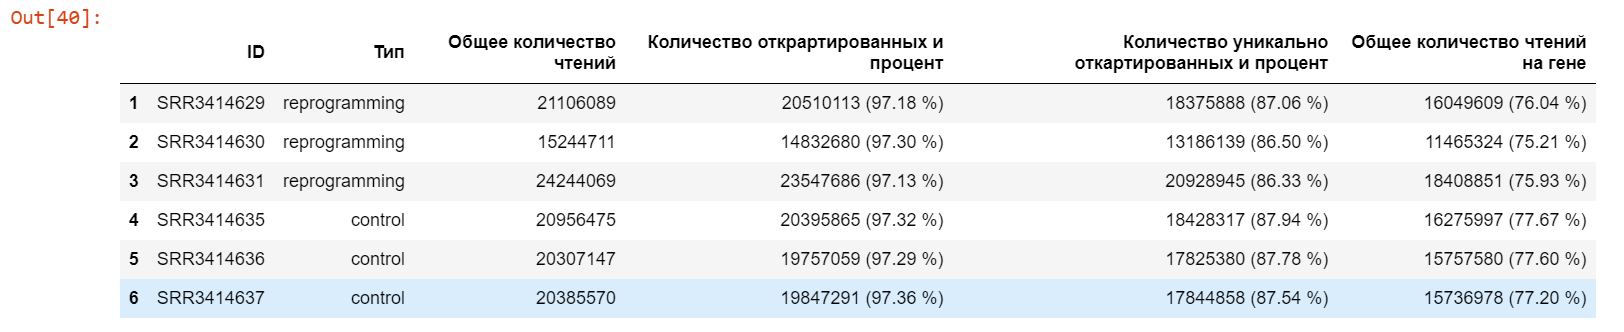 Out[40]:
ID Тип Общее количество чтений Количество открартированных и процент Количество уникально откартированных и процент Общее количество чтений на гене
1 SRR3414629 reprogramming 21106089 20510113 (97.18 %) 18375888 (87.06 %) 16049609 (76.04 %)
2 SRR3414630 reprogramming 15244711 14832680 (97.30 %) 13186139 (86.50 %) 11465324 (75.21 %)
3 SRR3414631 reprogramming 24244069 23547686 (97.13 %) 20928945 (86.33 %) 18408851 (75.93 %)
4 SRR3414635 control 20956475 20395865 (97.32 %) 18428317 (87.94 %) 16275997 (77.67 %)
5 SRR3414636 control 20307147 19757059 (97.29 %) 17825380 (87.78 %) 15757580 (77.60 %)
6 SRR3414637 control 20385570 19847291 (97.36 %) 17844858 (87.54 %) 15736978 (77.20 %)